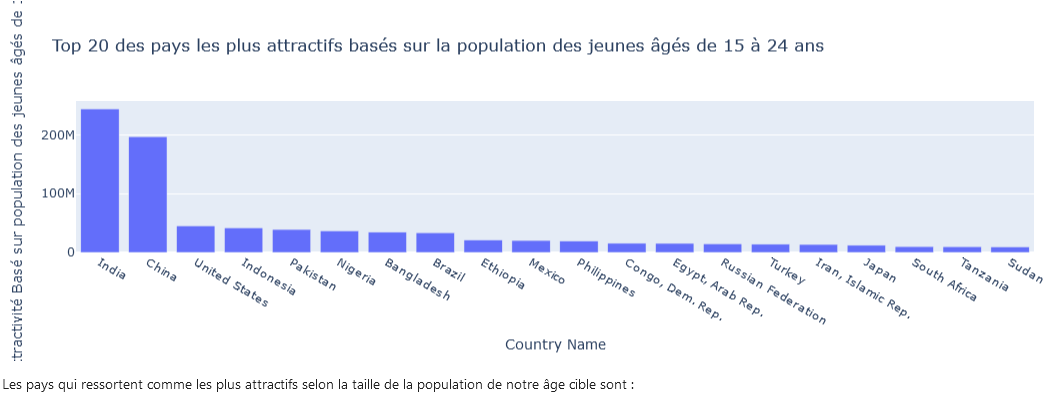 Top 20 des pays les plus attractifs basés sur la population des jeunes âgés de 15 à 24 ans
Basé sur population des jeunes âgés de :
200M
100M
0
India
China
United States
Indonesia
Pakistan
Nigeria
Bangladesh
Brazil
Ethiopia
Mexico
Philippines
Congo, Dem. Rep.
Egypt, Arab Rep.
Russian Federation
Turkey
Iran, Islamic Rep.
Japan
South Africa
Tanzania
Sudan
Country Name
Les pays qui ressortent comme les plus attractifs selon la taille de la population de notre âge cible sont :